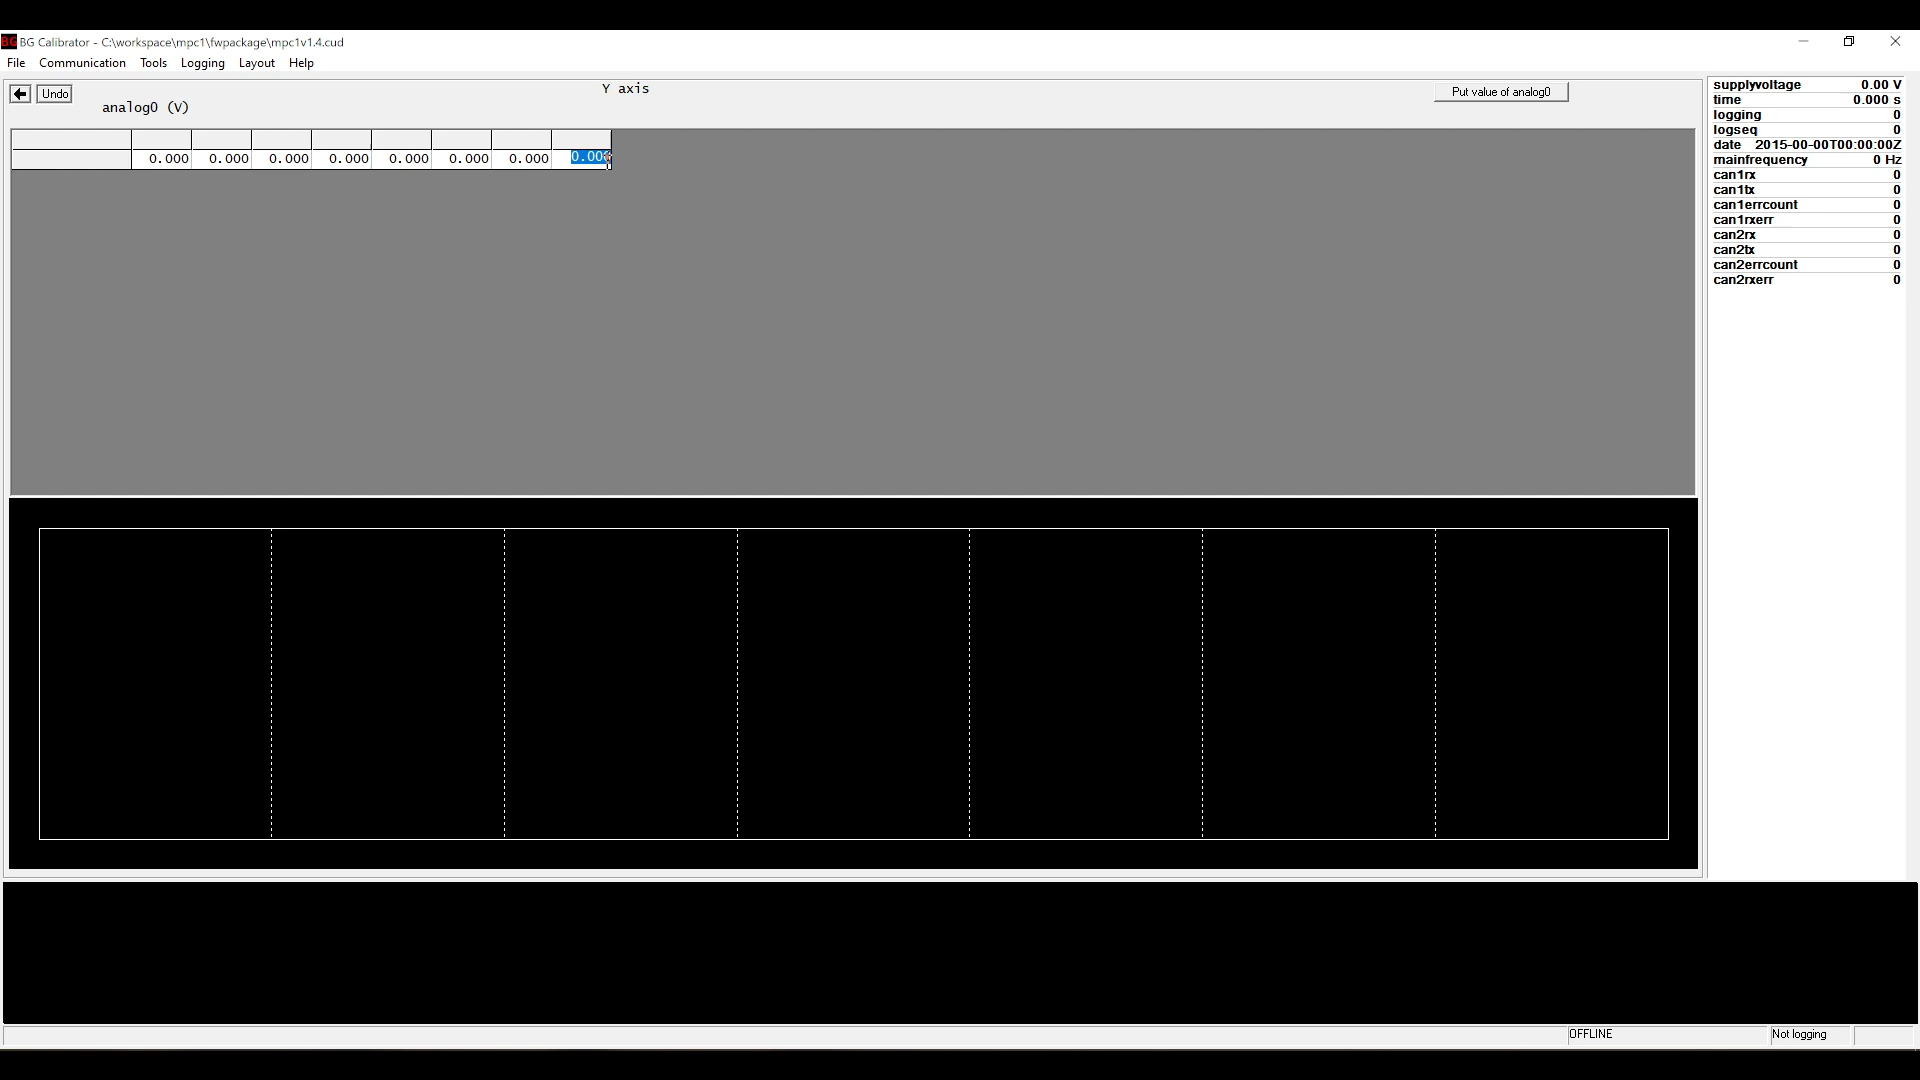 BG BG Calibrator - C:\workspace\mpc1\fwpackage\mpc1v1.4.cud
File Communication Tools Logging Layout Help
Undo
analog0 (V)
Y axis
Put value of analog0
0.000 0.000 0.000 0.000 0.000 0.000 0.000 0.000
supplyvoltage 0.00 V
time 0.000 s
logging 0
logseq 0
date 2015-00-00T00:00:00Z
mainfrequency 0 Hz
can1rx 0
can1tx 0
can1errcount 0
can1rxerr 0
can2rx 0
can2tx 0
can2errcount 0
can2rxerr 0
OFFLINE
Not logging